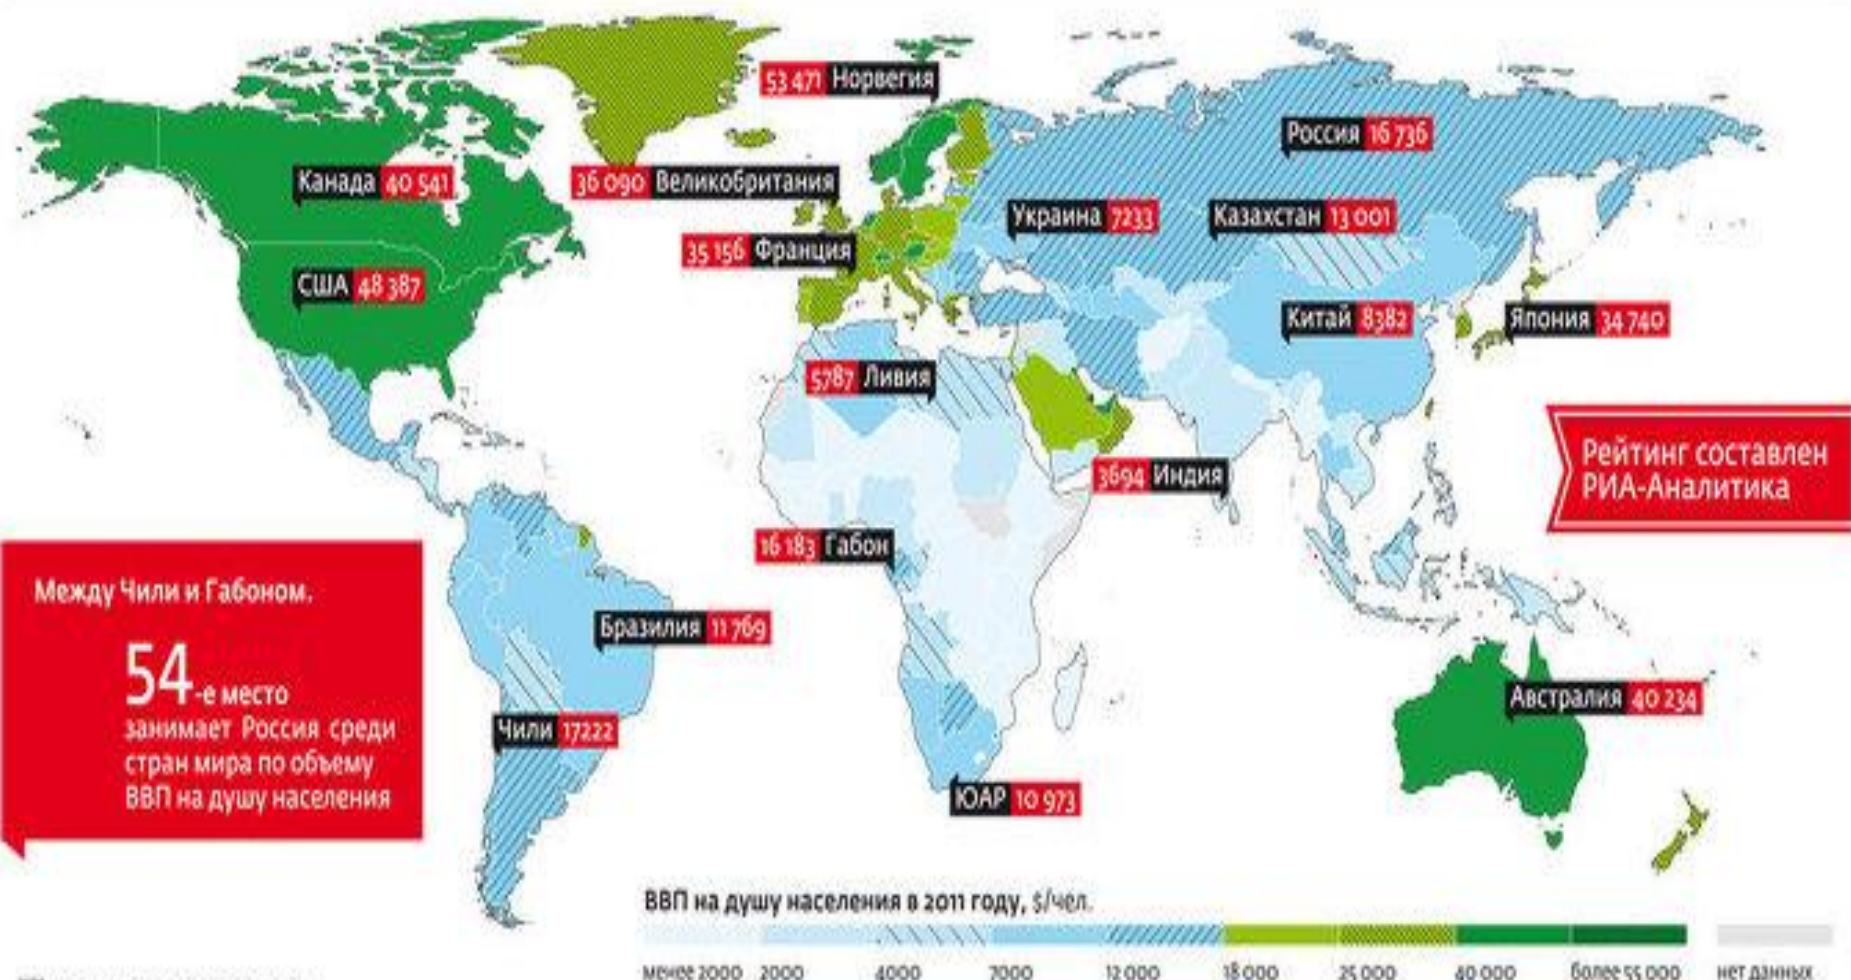 53 471 Норвегия
Россия 16 736
Канада 40 541
36 090 Великобритания
Украина 7233
Казахстан 13 001
35 156 Франция
США 48 387
Китай 8382
Япония 34 740
5787 Ливия
Рейтинг составлен
РИА-Аналитика
3694 Индия
16 183 Габон
Между Чили и Габоном.
54-е место
занимает Россия среди
стран мира по объему
ВВП на душу населения
Бразилия 11 769
Австралия 40 234
Чили 17222
ЮАР 10 973
ВВП на душу населения в 2011 году, $/чел.
менее 2000 2000 4000 7000 12 000 18 000 25 000 40 000 более 55 000 нет данных